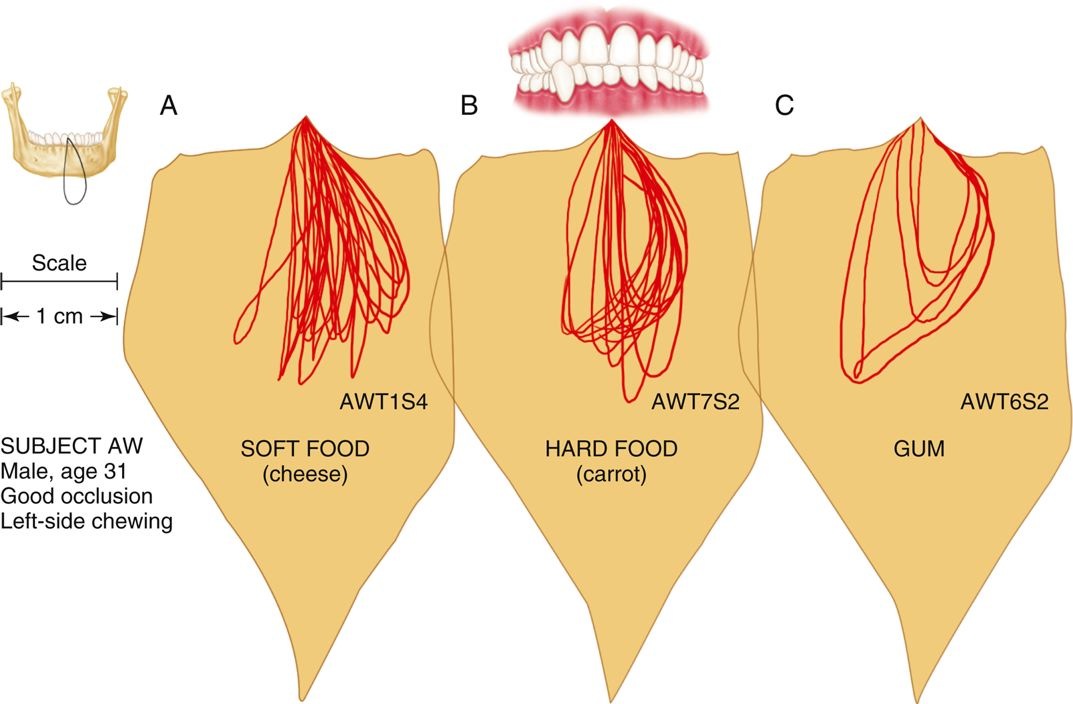 A
B
C
Scale
1 cm
AWT1S4
AWT7S2
AWT6S2
SUBJECT AW
Male, age 31
Good occlusion
Left-side chewing
SOFT FOOD
(cheese)
HARD FOOD
(carrot)
GUM